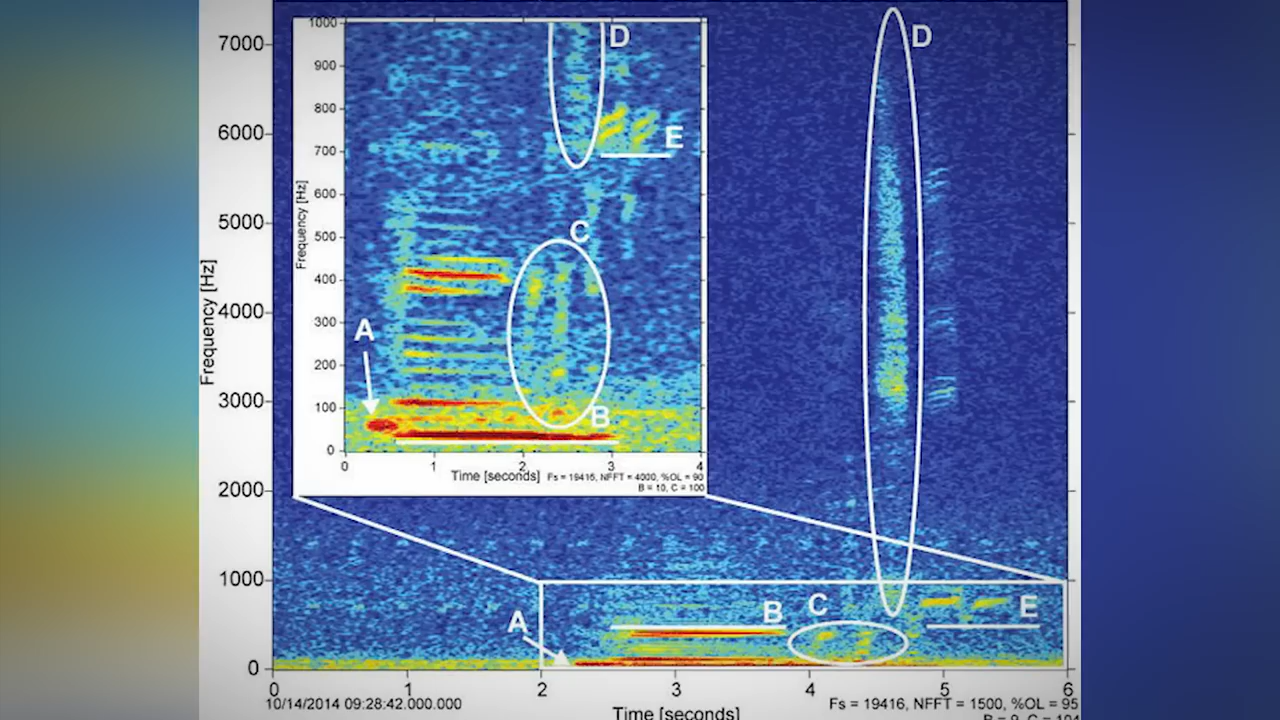 Frequency [Hz]
7000
6000
5000
4000
3000
2000
1000
0
Frequency [Hz]
1000
900
800
700
600
500
400
300
200
100
0
D
E
C
A
B
0 1 2 3 4
Time [seconds]
Fs = 19416, NFFT = 4000, %OL = 90
B = 10, C = 100
D
A
B
C
E
0 1 2 3 4 5 6
10/14/2014 09:28:42.000.000
Time [seconds]
Fs = 19416, NFFT = 1500, %OL = 95
B = 9, C = 104